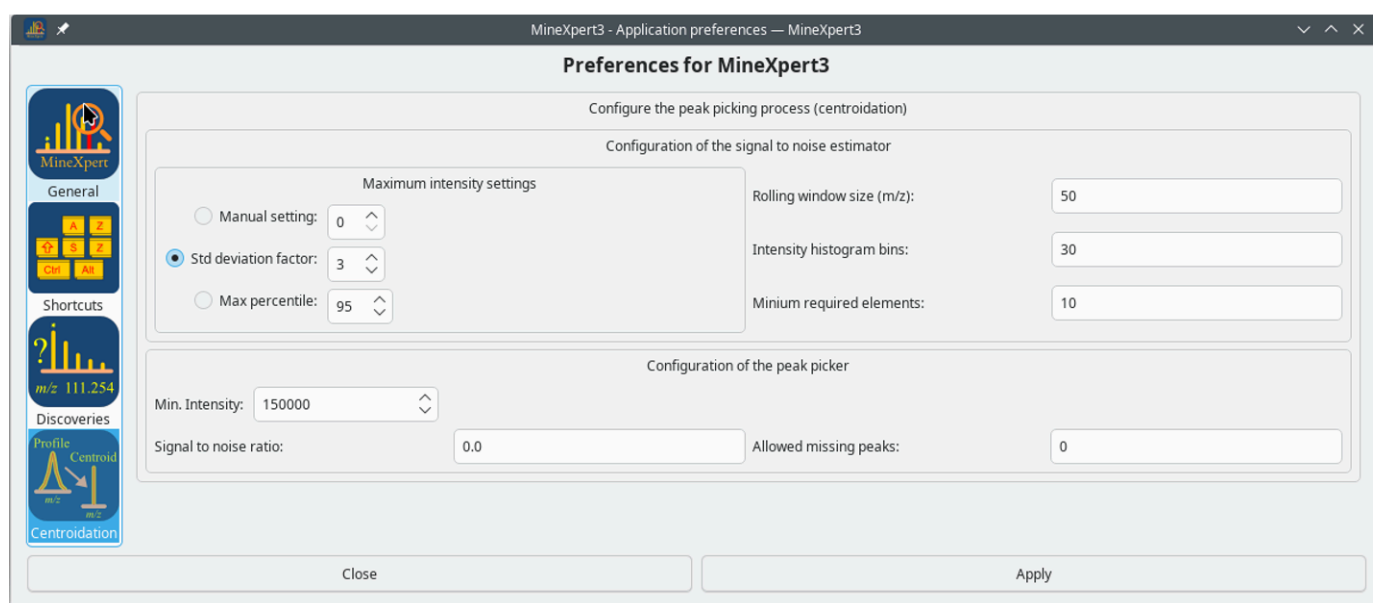 MineXpert3 - Application preferences — MineXpert3
Preferences for MineXpert3
MineXpert
General
A Z
S Z
Ctrl Alt
Shortcuts
?
m/z 111.254
Discoveries
Profile
Centroid
m/z
m/z
Centroidation
Configure the peak picking process (centroidation)
Configuration of the signal to noise estimator
Maximum intensity settings
Manual setting: 0
Std deviation factor: 3
Max percentile: 95
Rolling window size (m/z): 50
Intensity histogram bins: 30
Minium required elements: 10
Configuration of the peak picker
Min. Intensity: 150000
Signal to noise ratio: 0.0 Allowed missing peaks: 0
Close Apply